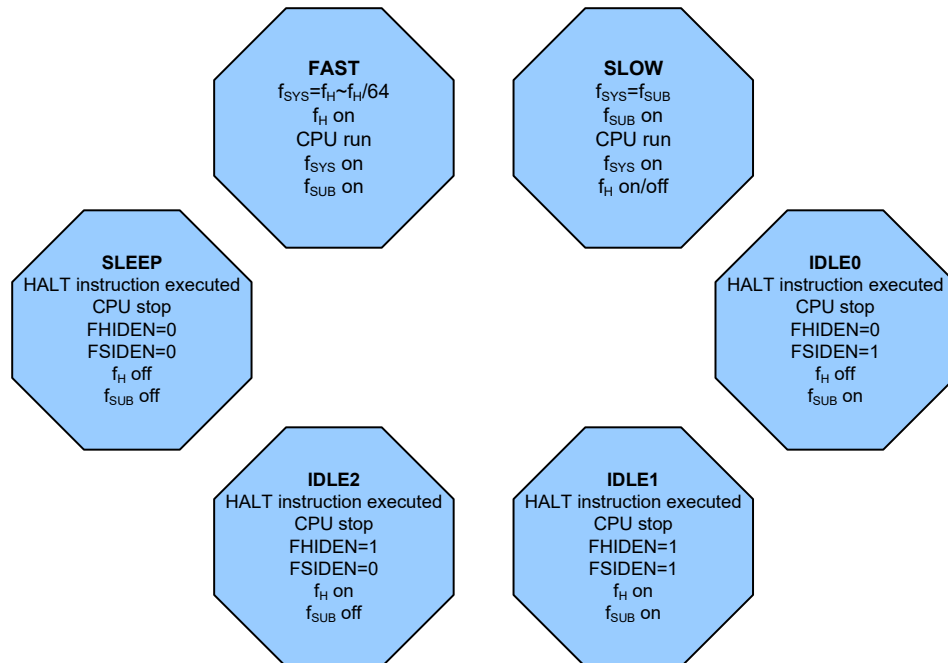 FAST
fSYS=fH~fH/64
fH on
CPU run
fSYS on
fSUB on
SLOW
fSYS=fSUB
fSUB on
CPU run
fSYS on
fH on/off
SLEEP
HALT instruction executed
CPU stop
FHIDEN=0
FSIDEN=0
fH off
fSUB off
IDLE0
HALT instruction executed
CPU stop
FHIDEN=0
FSIDEN=1
fH off
fSUB on
IDLE2
HALT instruction executed
CPU stop
FHIDEN=1
FSIDEN=0
fH on
fSUB off
IDLE1
HALT instruction executed
CPU stop
FHIDEN=1
FSIDEN=1
fH on
fSUB on